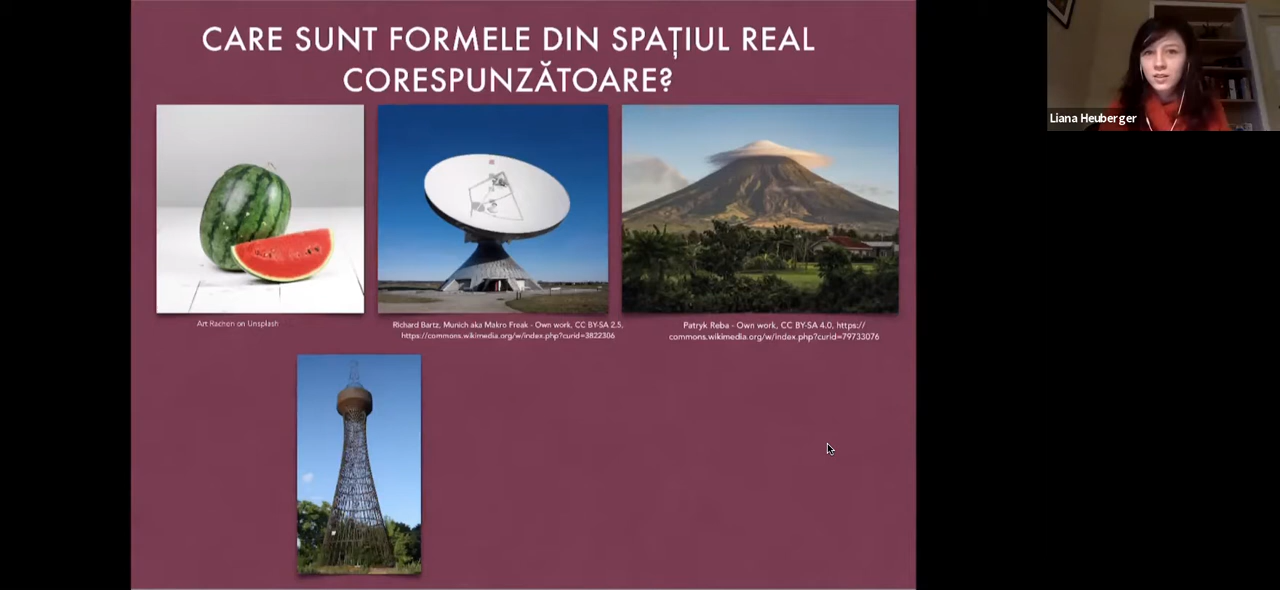 CARE SUNT FORMELE DIN SPAȚIUL REAL
CORESPUNZĂTOARE?
Liana Heuberger
Art Rachen on Unsplash
Richard Bartz, Munich aka Makro Freak - Own work, CC BY-SA 2.5,
https://commons.wikimedia.org/w/index.php?curid=3822306
Patryk Reba - Own work, CC BY-SA 4.0, https://
commons.wikimedia.org/w/index.php?curid=79733076